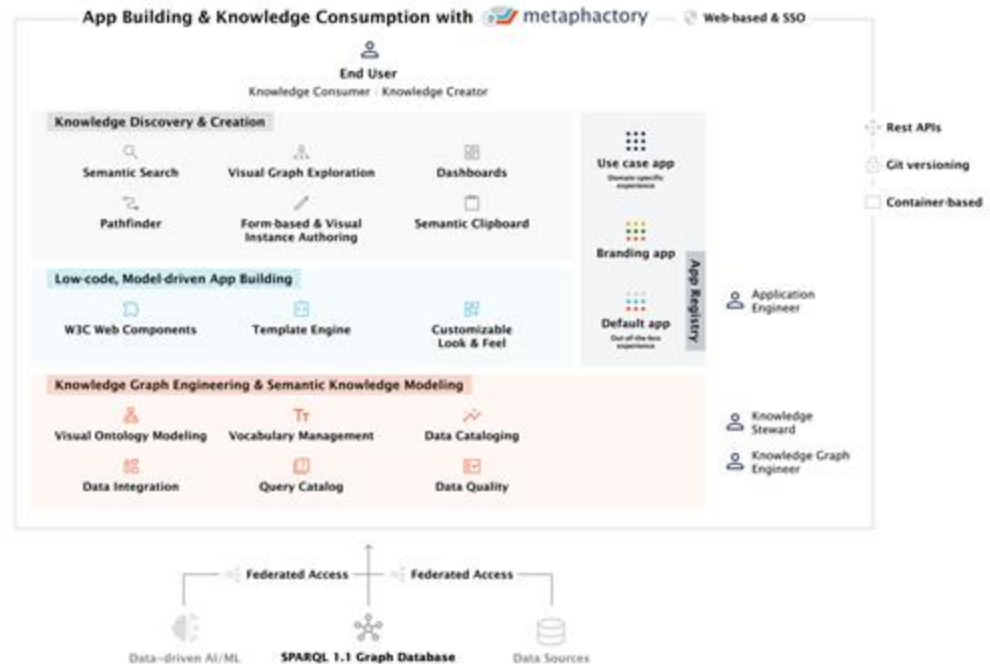 App Building & Knowledge Consumption with metaphactory
Web-based & SSO
End User
Knowledge Consumer | Knowledge Creator
Knowledge Discovery & Creation
Semantic Search
Visual Graph Exploration
Dashboards
Pathfinder
Form-based & Visual
Instance Authoring
Semantic Clipboard
Low-code, Model-driven App Building
W3C Web Components
Template Engine
Customizable
Look & Feel
Use case app
Domain-specific
experience
Branding app
Default app
Out-of-the-box
experience
App Registry
Knowledge Graph Engineering & Semantic Knowledge Modeling
Visual Ontology Modeling
Vocabulary Management
Data Cataloging
Data Integration
Query Catalog
Data Quality
Rest APIs
Git versioning
Container-based
Application
Engineer
Knowledge
Steward
Knowledge Graph
Engineer
Federated Access
Federated Access
Data-driven AI/ML
SPARQL 1.1 Graph Database
Data Sources